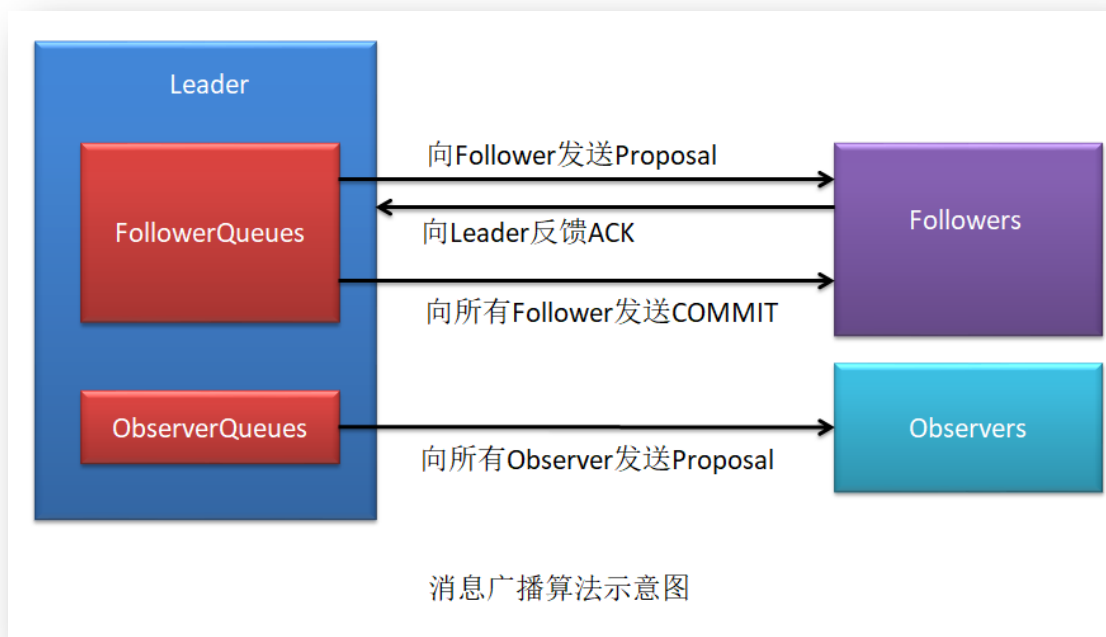 Leader
向Follower发送Proposal
FollowerQueues
Followers
向Leader反馈ACK
向所有Follower发送COMMIT
ObserverQueues
Observers
向所有Observer发送Proposal
消息广播算法示意图